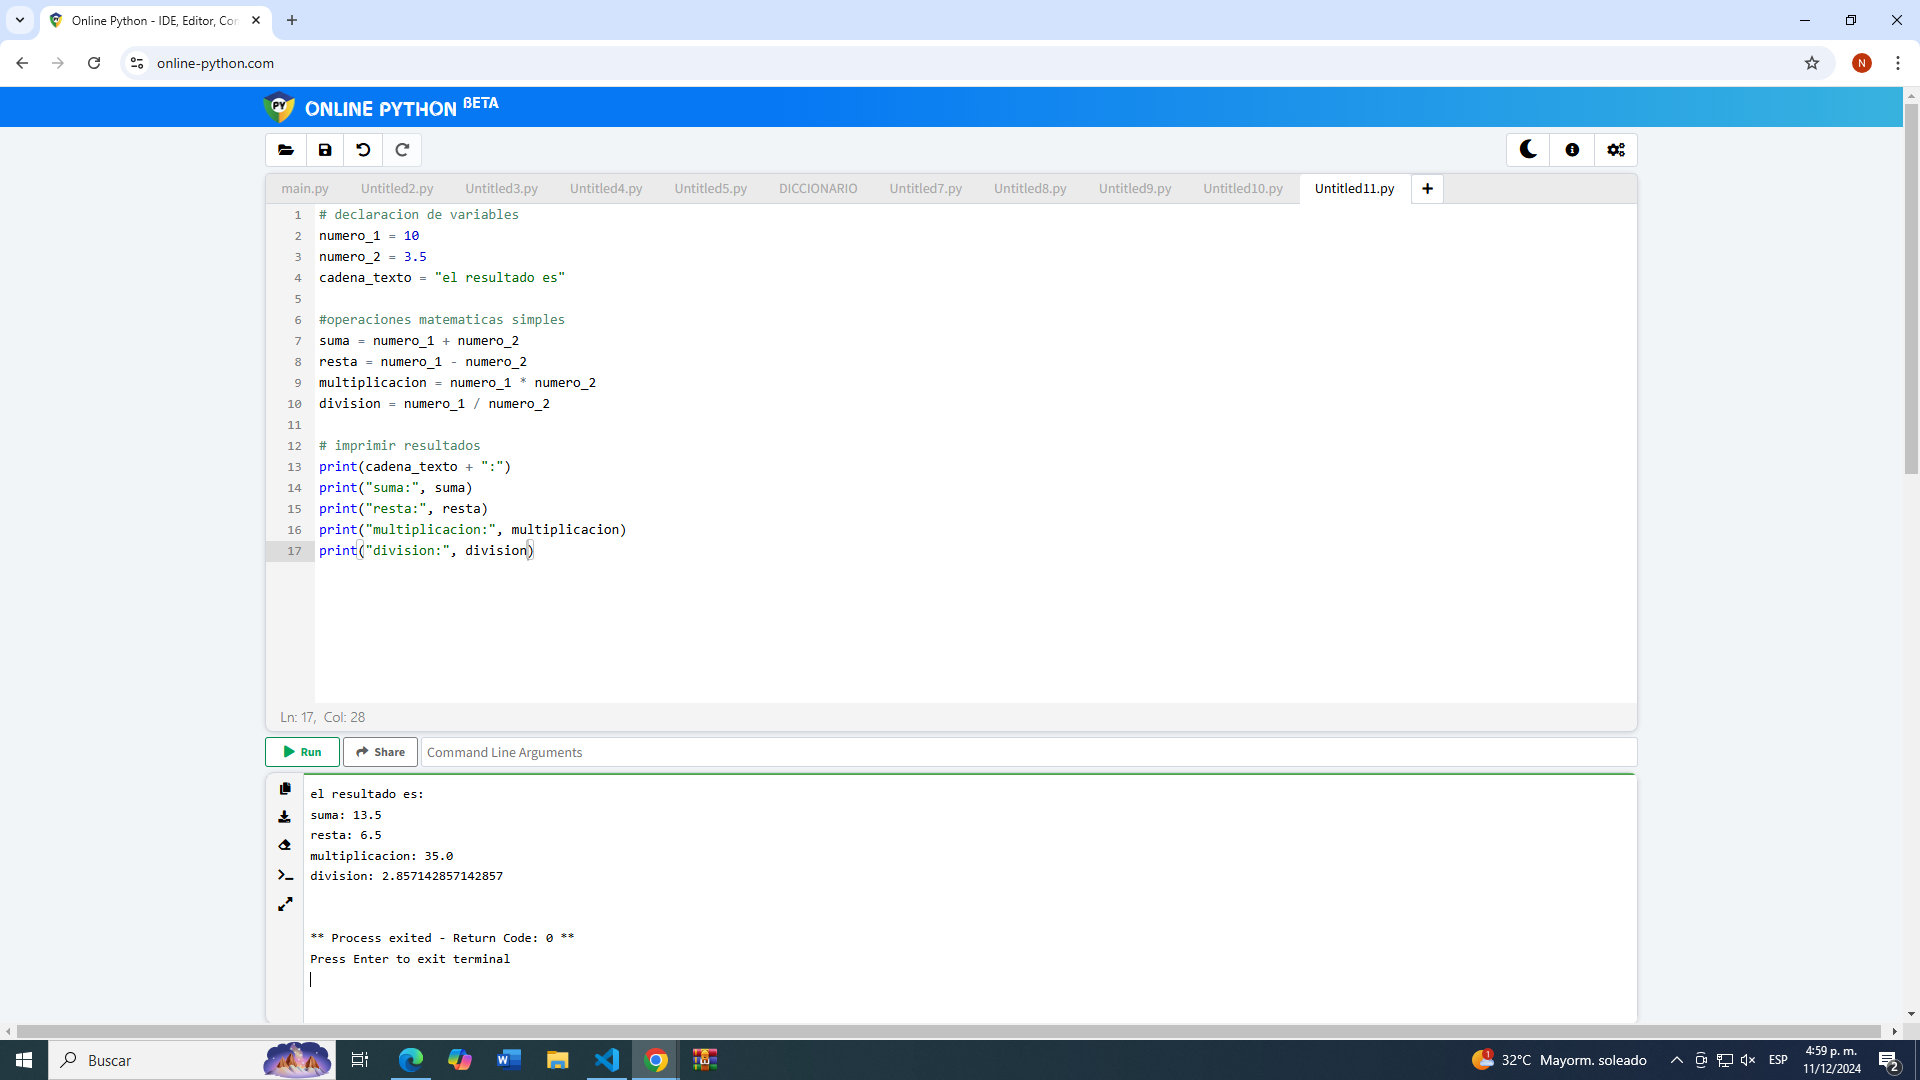 Online Python - IDE, Editor, Con
online-python.com
N
PY ONLINE PYTHON BETA
main.py Untitled2.py Untitled3.py Untitled4.py Untitled5.py DICCIONARIO Untitled7.py Untitled8.py Untitled9.py Untitled10.py Untitled11.py +
1 # declaracion de variables
2 numero_1 = 10
3 numero_2 = 3.5
4 cadena_texto = "el resultado es"
5
6 #operaciones matematicas simples
7 suma = numero_1 + numero_2
8 resta = numero_1 - numero_2
9 multiplicacion = numero_1 * numero_2
10 division = numero_1 / numero_2
11
12 # imprimir resultados
13 print(cadena_texto + ":")
14 print("suma:", suma)
15 print("resta:", resta)
16 print("multiplicacion:", multiplicacion)
17 print("division:", division)
Ln: 17, Col: 28
Run Share Command Line Arguments
el resultado es:
suma: 13.5
resta: 6.5
multiplicacion: 35.0
division: 2.857142857142857
** Process exited - Return Code: 0 **
Press Enter to exit terminal
Buscar
1 32°C Mayorm. soleado
ESP
4:59 p. m.
11/12/2024
2